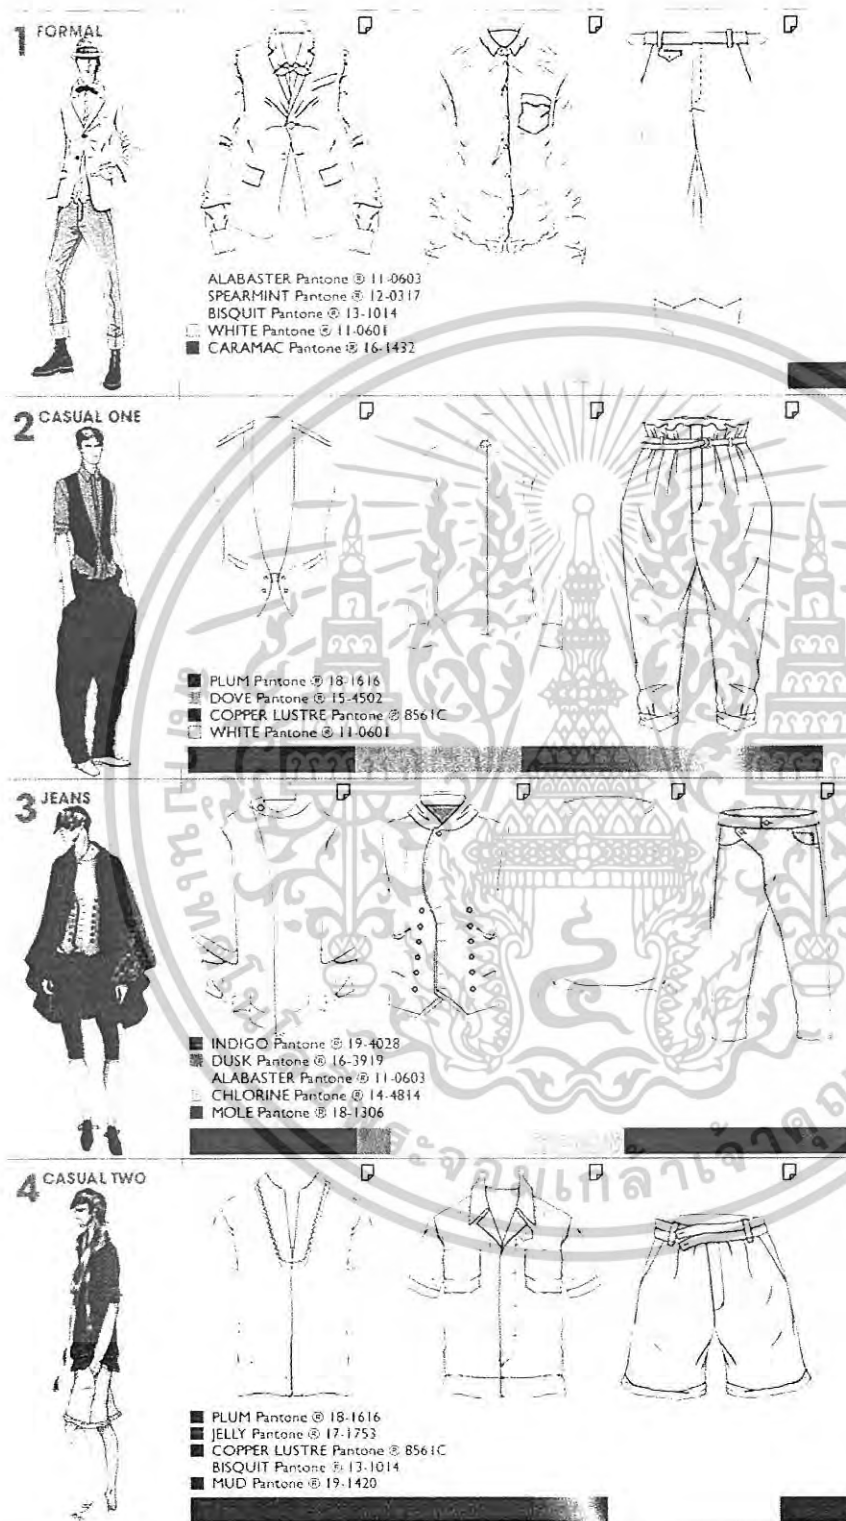 1 FORMAL
ALABASTER Pantone ® 11-0603
SPEARMINT Pantone ® 12-0317
BISQUIT Pantone ® 13-1014
WHITE Pantone ® 11-0601
CARAMAC Pantone ® 16-1432
2 CASUAL ONE
PLUM Pantone ® 18-1616
DOVE Pantone ® 15-4502
COPPER LUSTRE Pantone ® 8561C
WHITE Pantone ® 11-0601
3 JEANS
INDIGO Pantone ® 19-4028
DUSK Pantone ® 16-3919
ALABASTER Pantone ® 11-0603
CHLORINE Pantone ® 14-4814
MOLE Pantone ® 18-1306
4 CASUAL TWO
PLUM Pantone ® 18-1616
JELLY Pantone ® 17-1753
COPPER LUSTRE Pantone ® 8561C
BISQUIT Pantone ® 13-1014
MUD Pantone ® 19-1420